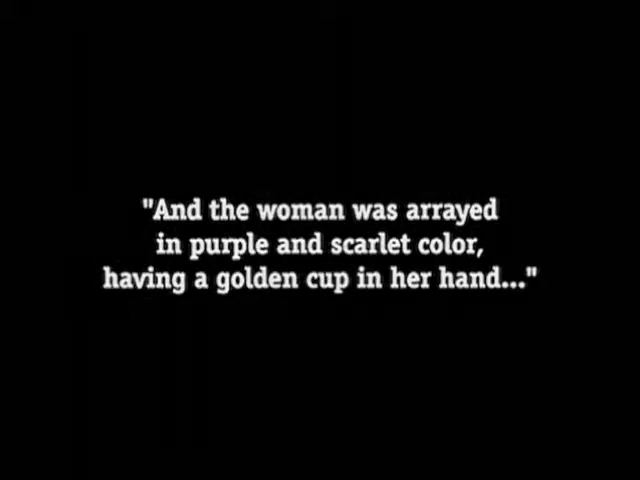 "And the woman was arrayed
in purple and scarlet color,
having a golden cup in her hand..."